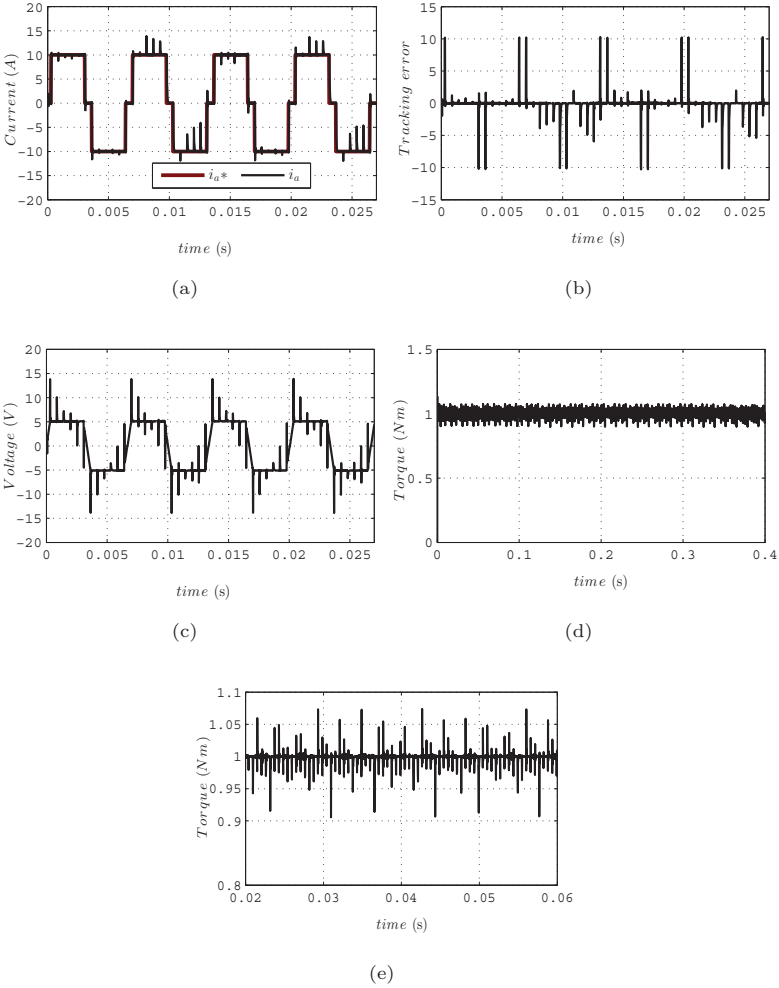 20
15
10
5
0
−5
−10
−15
−20
Current (A)
0 0.005 0.01 0.015 0.02 0.025
i_a* i_a
time (s)
(a)
15
10
5
0
−5
−10
−15
Tracking error
0 0.005 0.01 0.015 0.02 0.025
time (s)
(b)
20
15
10
5
0
−5
−10
−15
−20
Voltage (V)
0 0.005 0.01 0.015 0.02 0.025
time (s)
(c)
1.5
1
0.5
0
Torque (Nm)
0 0.1 0.2 0.3 0.4
time (s)
(d)
1.1
1.05
1
0.95
0.9
0.8
Torque (Nm)
0.02 0.03 0.04 0.05 0.06
time (s)
(e)